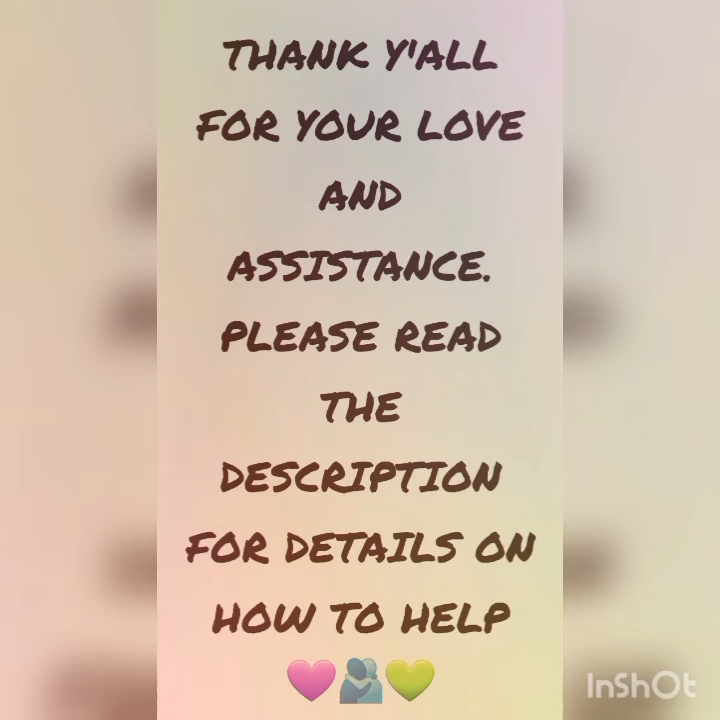 THANK Y'ALL
FOR YOUR LOVE
AND
ASSISTANCE.
PLEASE READ
THE
DESCRIPTION
FOR DETAILS ON
HOW TO HELP
🩷🫂💚
InShOt